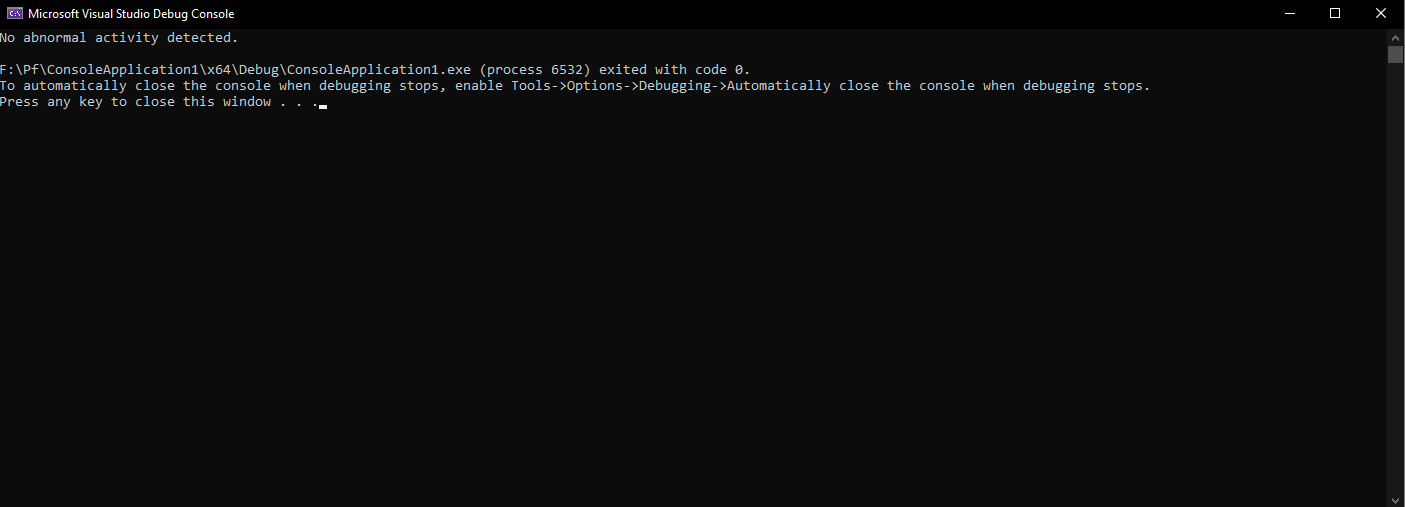 Microsoft Visual Studio Debug Console
No abnormal activity detected.
F:\Pf\ConsoleApplication1\x64\Debug\ConsoleApplication1.exe (process 6532) exited with code 0.
To automatically close the console when debugging stops, enable Tools->Options->Debugging->Automatically close the console when debugging stops.
Press any key to close this window . . .